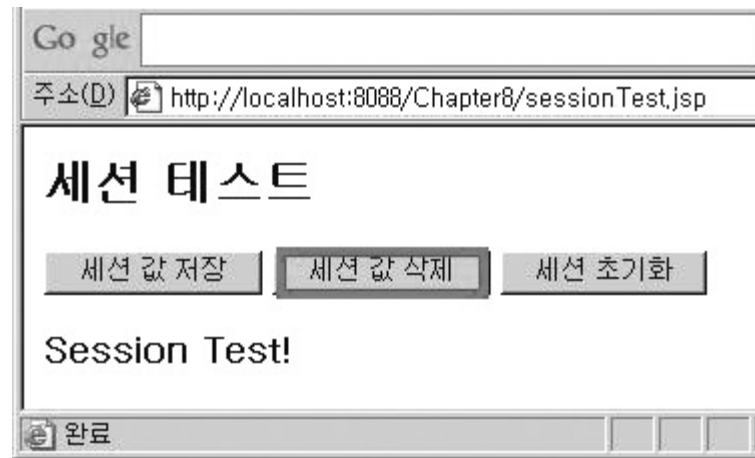 Go gle
주소(D) http://localhost:8088/Chapter8/sessionTest.jsp
세션 테스트
세션 값 저장 세션 값 삭제 세션 초기화
Session Test!
완료